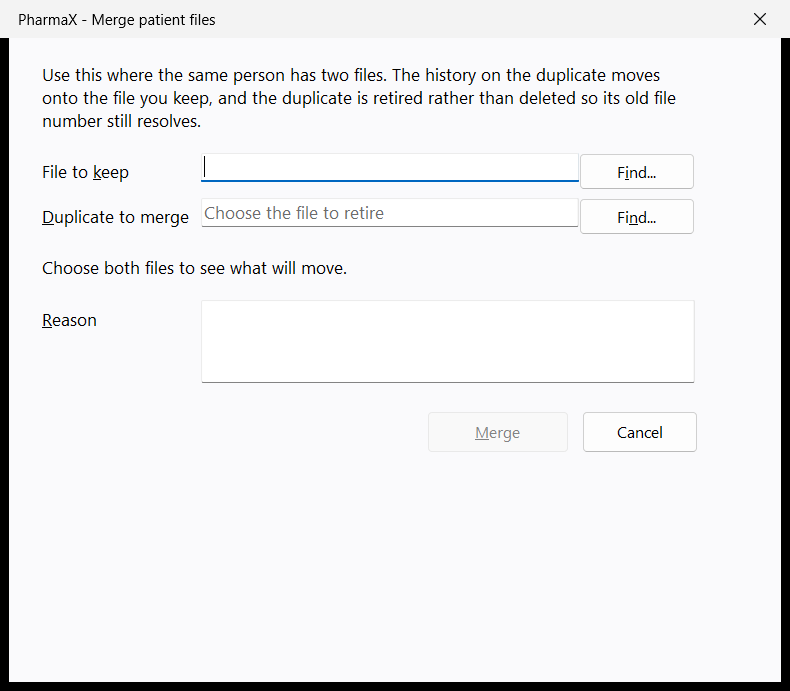 PharmaX - Merge patient files
Use this where the same person has two files. The history on the duplicate moves
onto the file you keep, and the duplicate is retired rather than deleted so its old file
number still resolves.
File to keep
Find...
Duplicate to merge
Choose the file to retire
Find...
Choose both files to see what will move.
Reason
Merge
Cancel